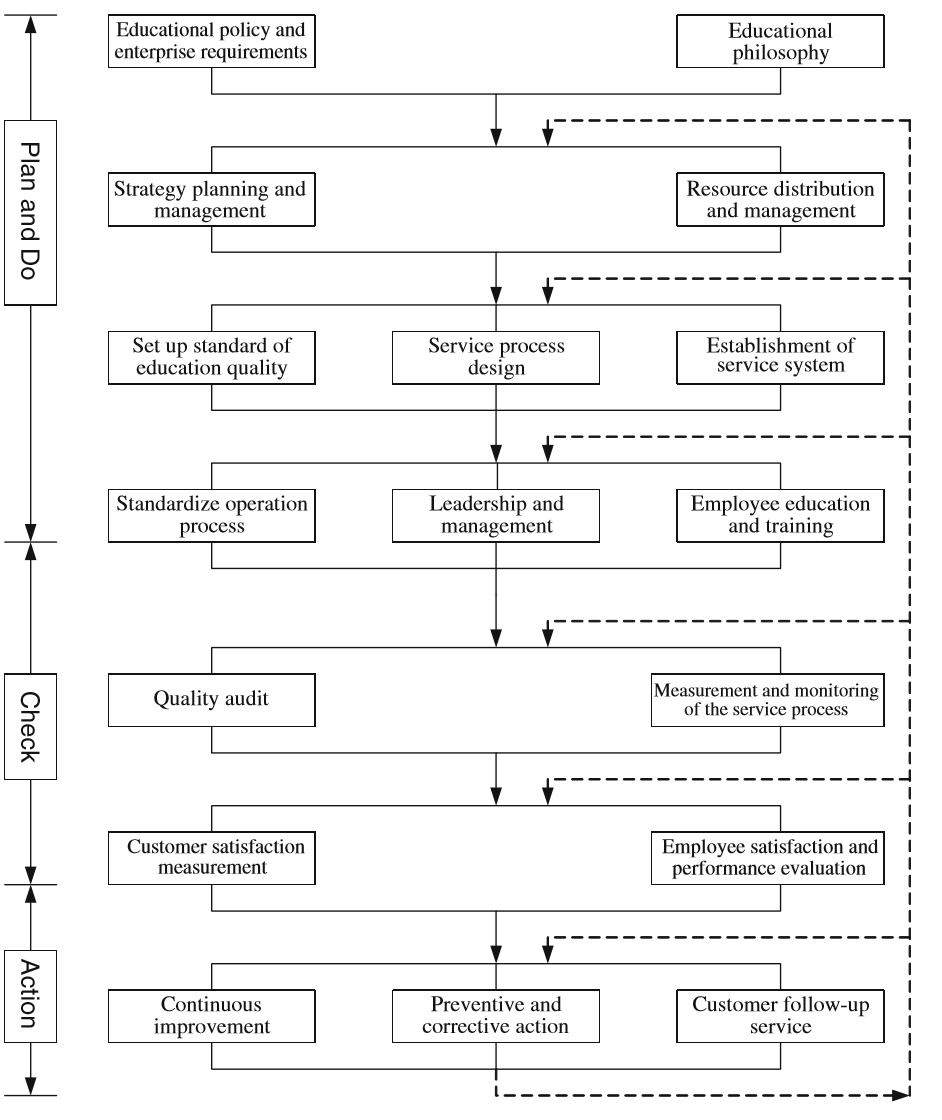 Educational policy and
enterprise requirements
Educational
philosophy
Plan and Do
Strategy planning and
management
Resource distribution
and management
Set up standard of
education quality
Service process
design
Establishment of
service system
Standardize operation
process
Leadership and
management
Employee education
and training
Check
Quality audit
Measurement and monitoring
of the service process
Customer satisfaction
measurement
Employee satisfaction and
performance evaluation
Action
Continuous
improvement
Preventive and
corrective action
Customer follow-up
service